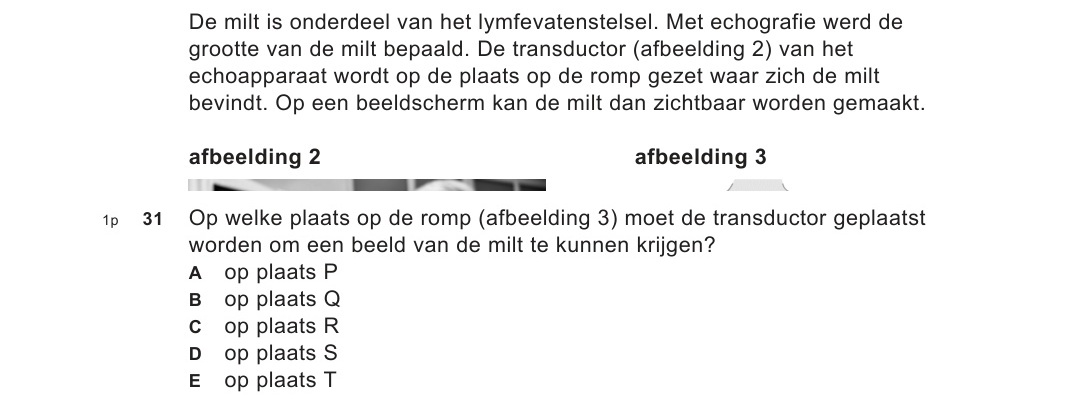 De milt is onderdeel van het lymfevatenstelsel. Met echografie werd de
grootte van de milt bepaald. De transductor (afbeelding 2) van het
echoapparaat wordt op de plaats op de romp gezet waar zich de milt
bevindt. Op een beeldscherm kan de milt dan zichtbaar worden gemaakt.
afbeelding 2 afbeelding 3
1p 31 Op welke plaats op de romp (afbeelding 3) moet de transductor geplaatst
worden om een beeld van de milt te kunnen krijgen?
A op plaats P
B op plaats Q
C op plaats R
D op plaats S
E op plaats T